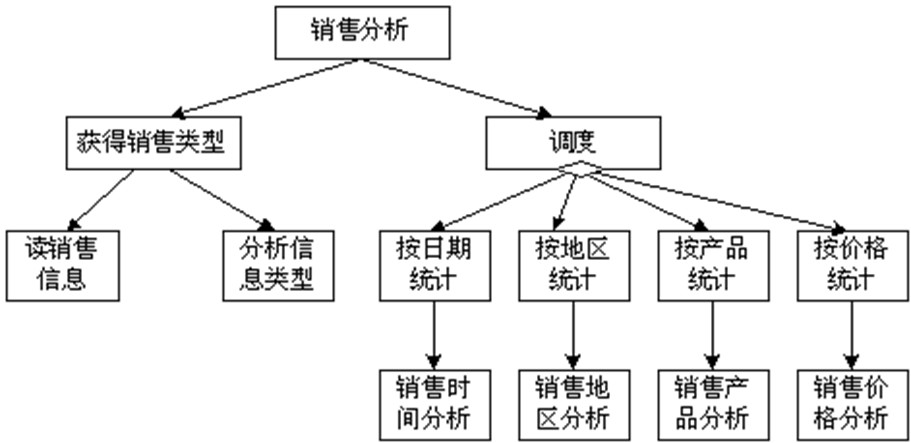 销售分析
获得销售类型
调度
读销售
信息
分析信
息类型
按日期
统计
按地区
统计
按产品
统计
按价格
统计
销售时
间分析
销售地
区分析
销售产
品分析
销售价
格分析